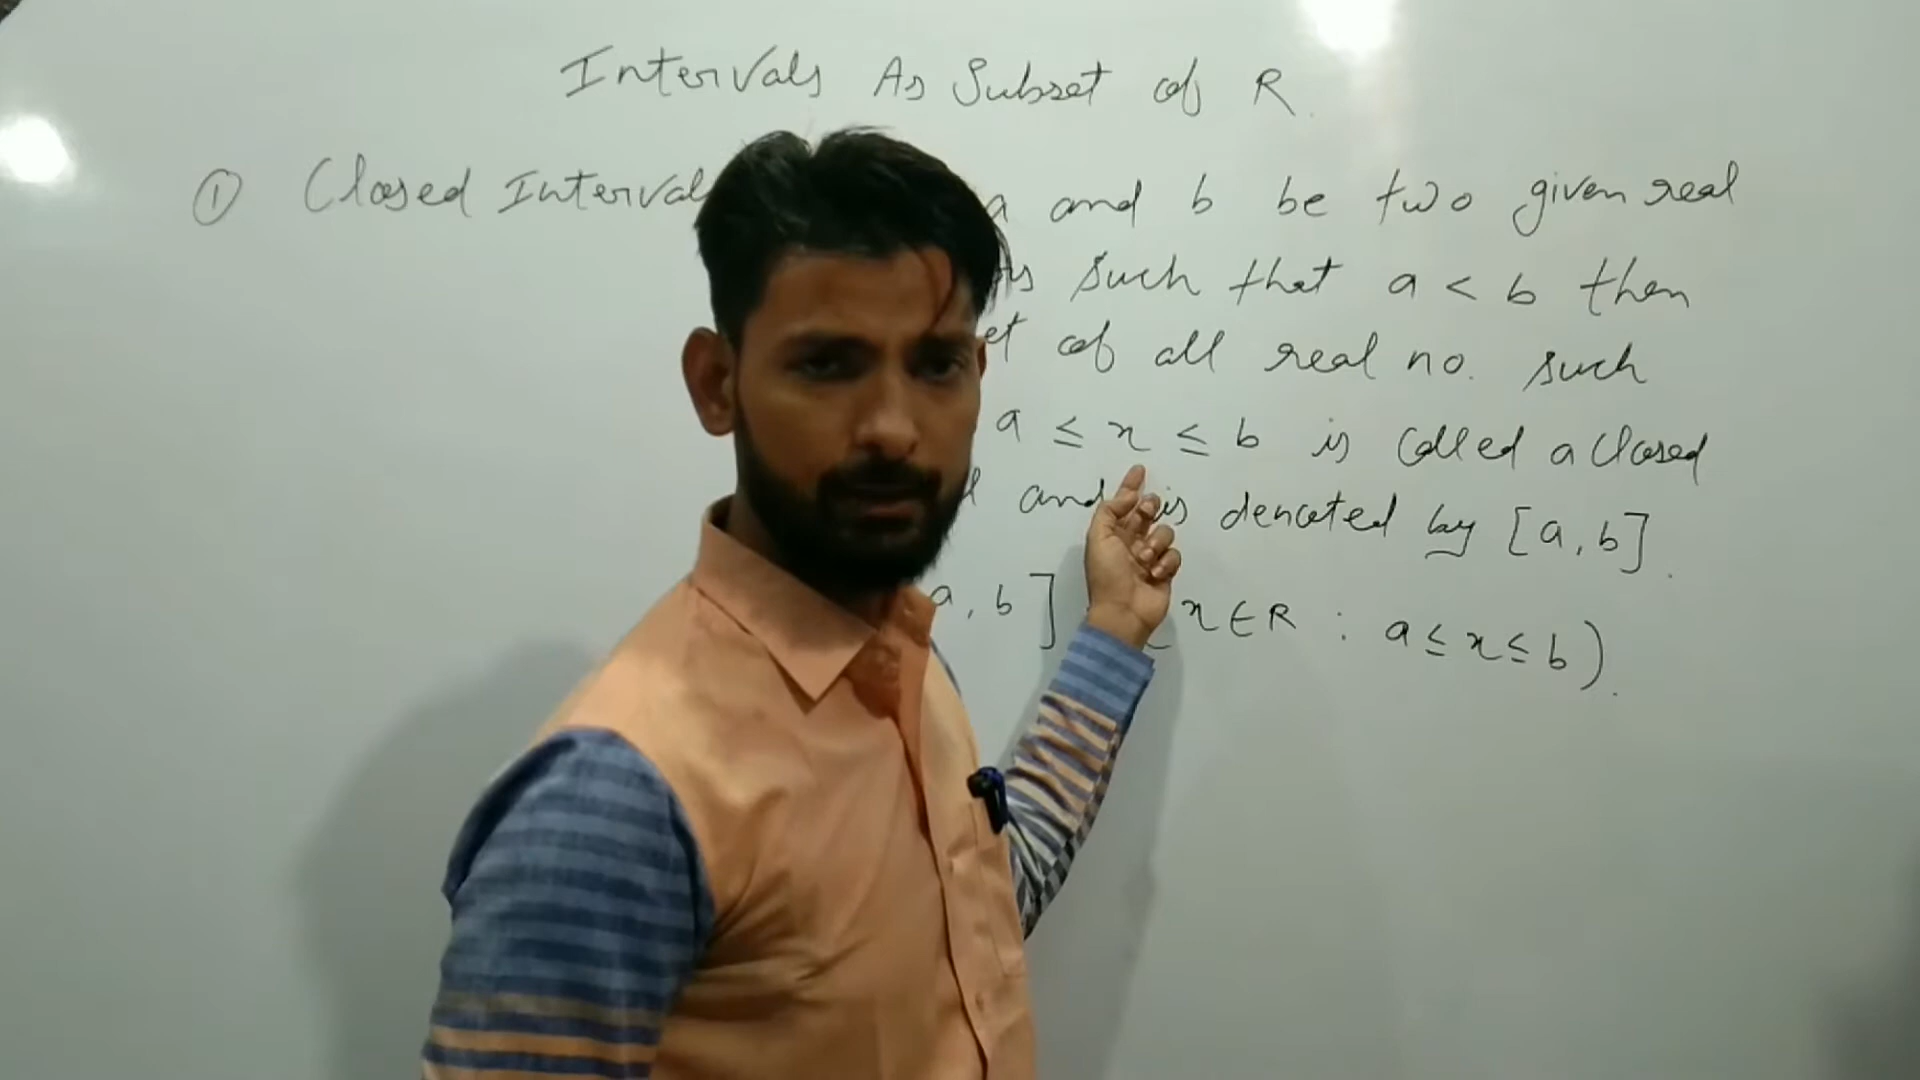 Intervals As Subset of R.
① Closed Interval a and b be two given real
such that a < b then
of all real no. such
a ≤ x ≤ b is called a closed
and is denoted by [a, b].
a, b] x ∈ R : a ≤ x ≤ b).